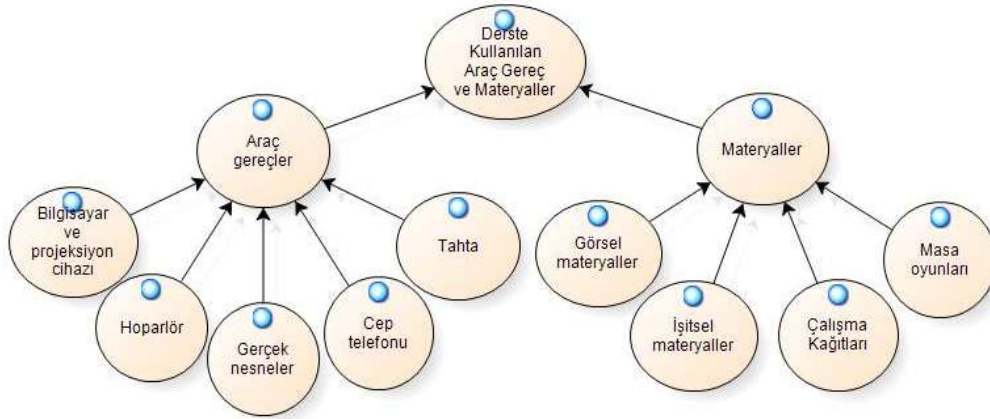 Derste
Kullanılan
Araç Gereç
ve Materyaller
Araç
gereçler
Materyaller
Bilgisayar
ve
projeksiyon
cihazı
Hoparlör
Gerçek
nesneler
Cep
telefonu
Tahta
Görsel
materyaller
İşitsel
materyaller
Çalışma
Kağıtları
Masa
oyunları